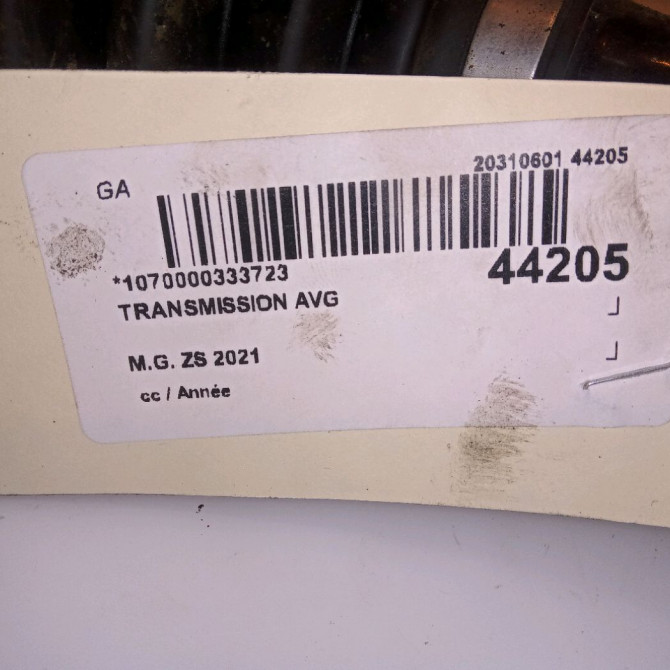 20310601 44205
GA
*1070000333723
44205
TRANSMISSION AVG
M.G. ZS 2021
cc / Année